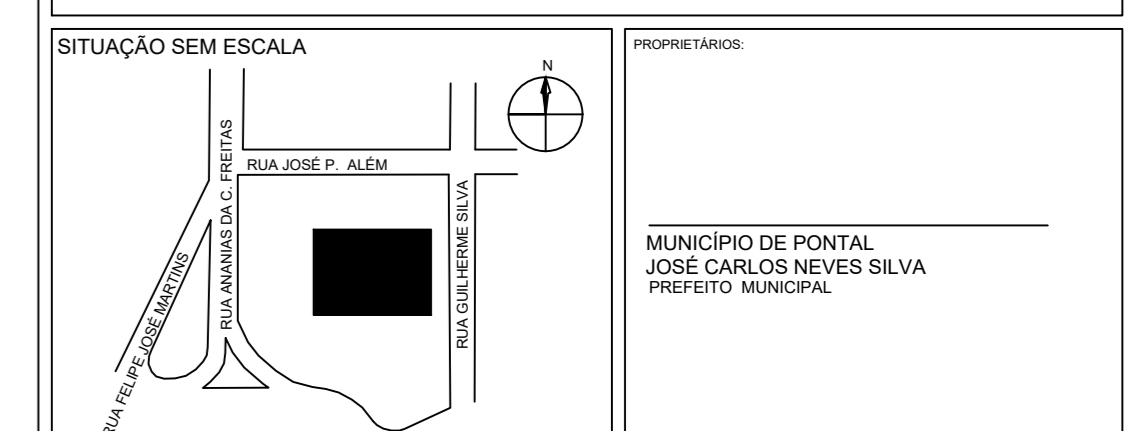 SITUAÇÃO SEM ESCALA
N
RUA JOSÉ P. ALÉM
RUA ANANIAS DA C. FREITAS
RUA GUILHERME SILVA
RUA FELIPE JOSÉ MARTINS
PROPRIETÁRIOS:
MUNICÍPIO DE PONTAL
JOSÉ CARLOS NEVES SILVA
PREFEITO MUNICIPAL